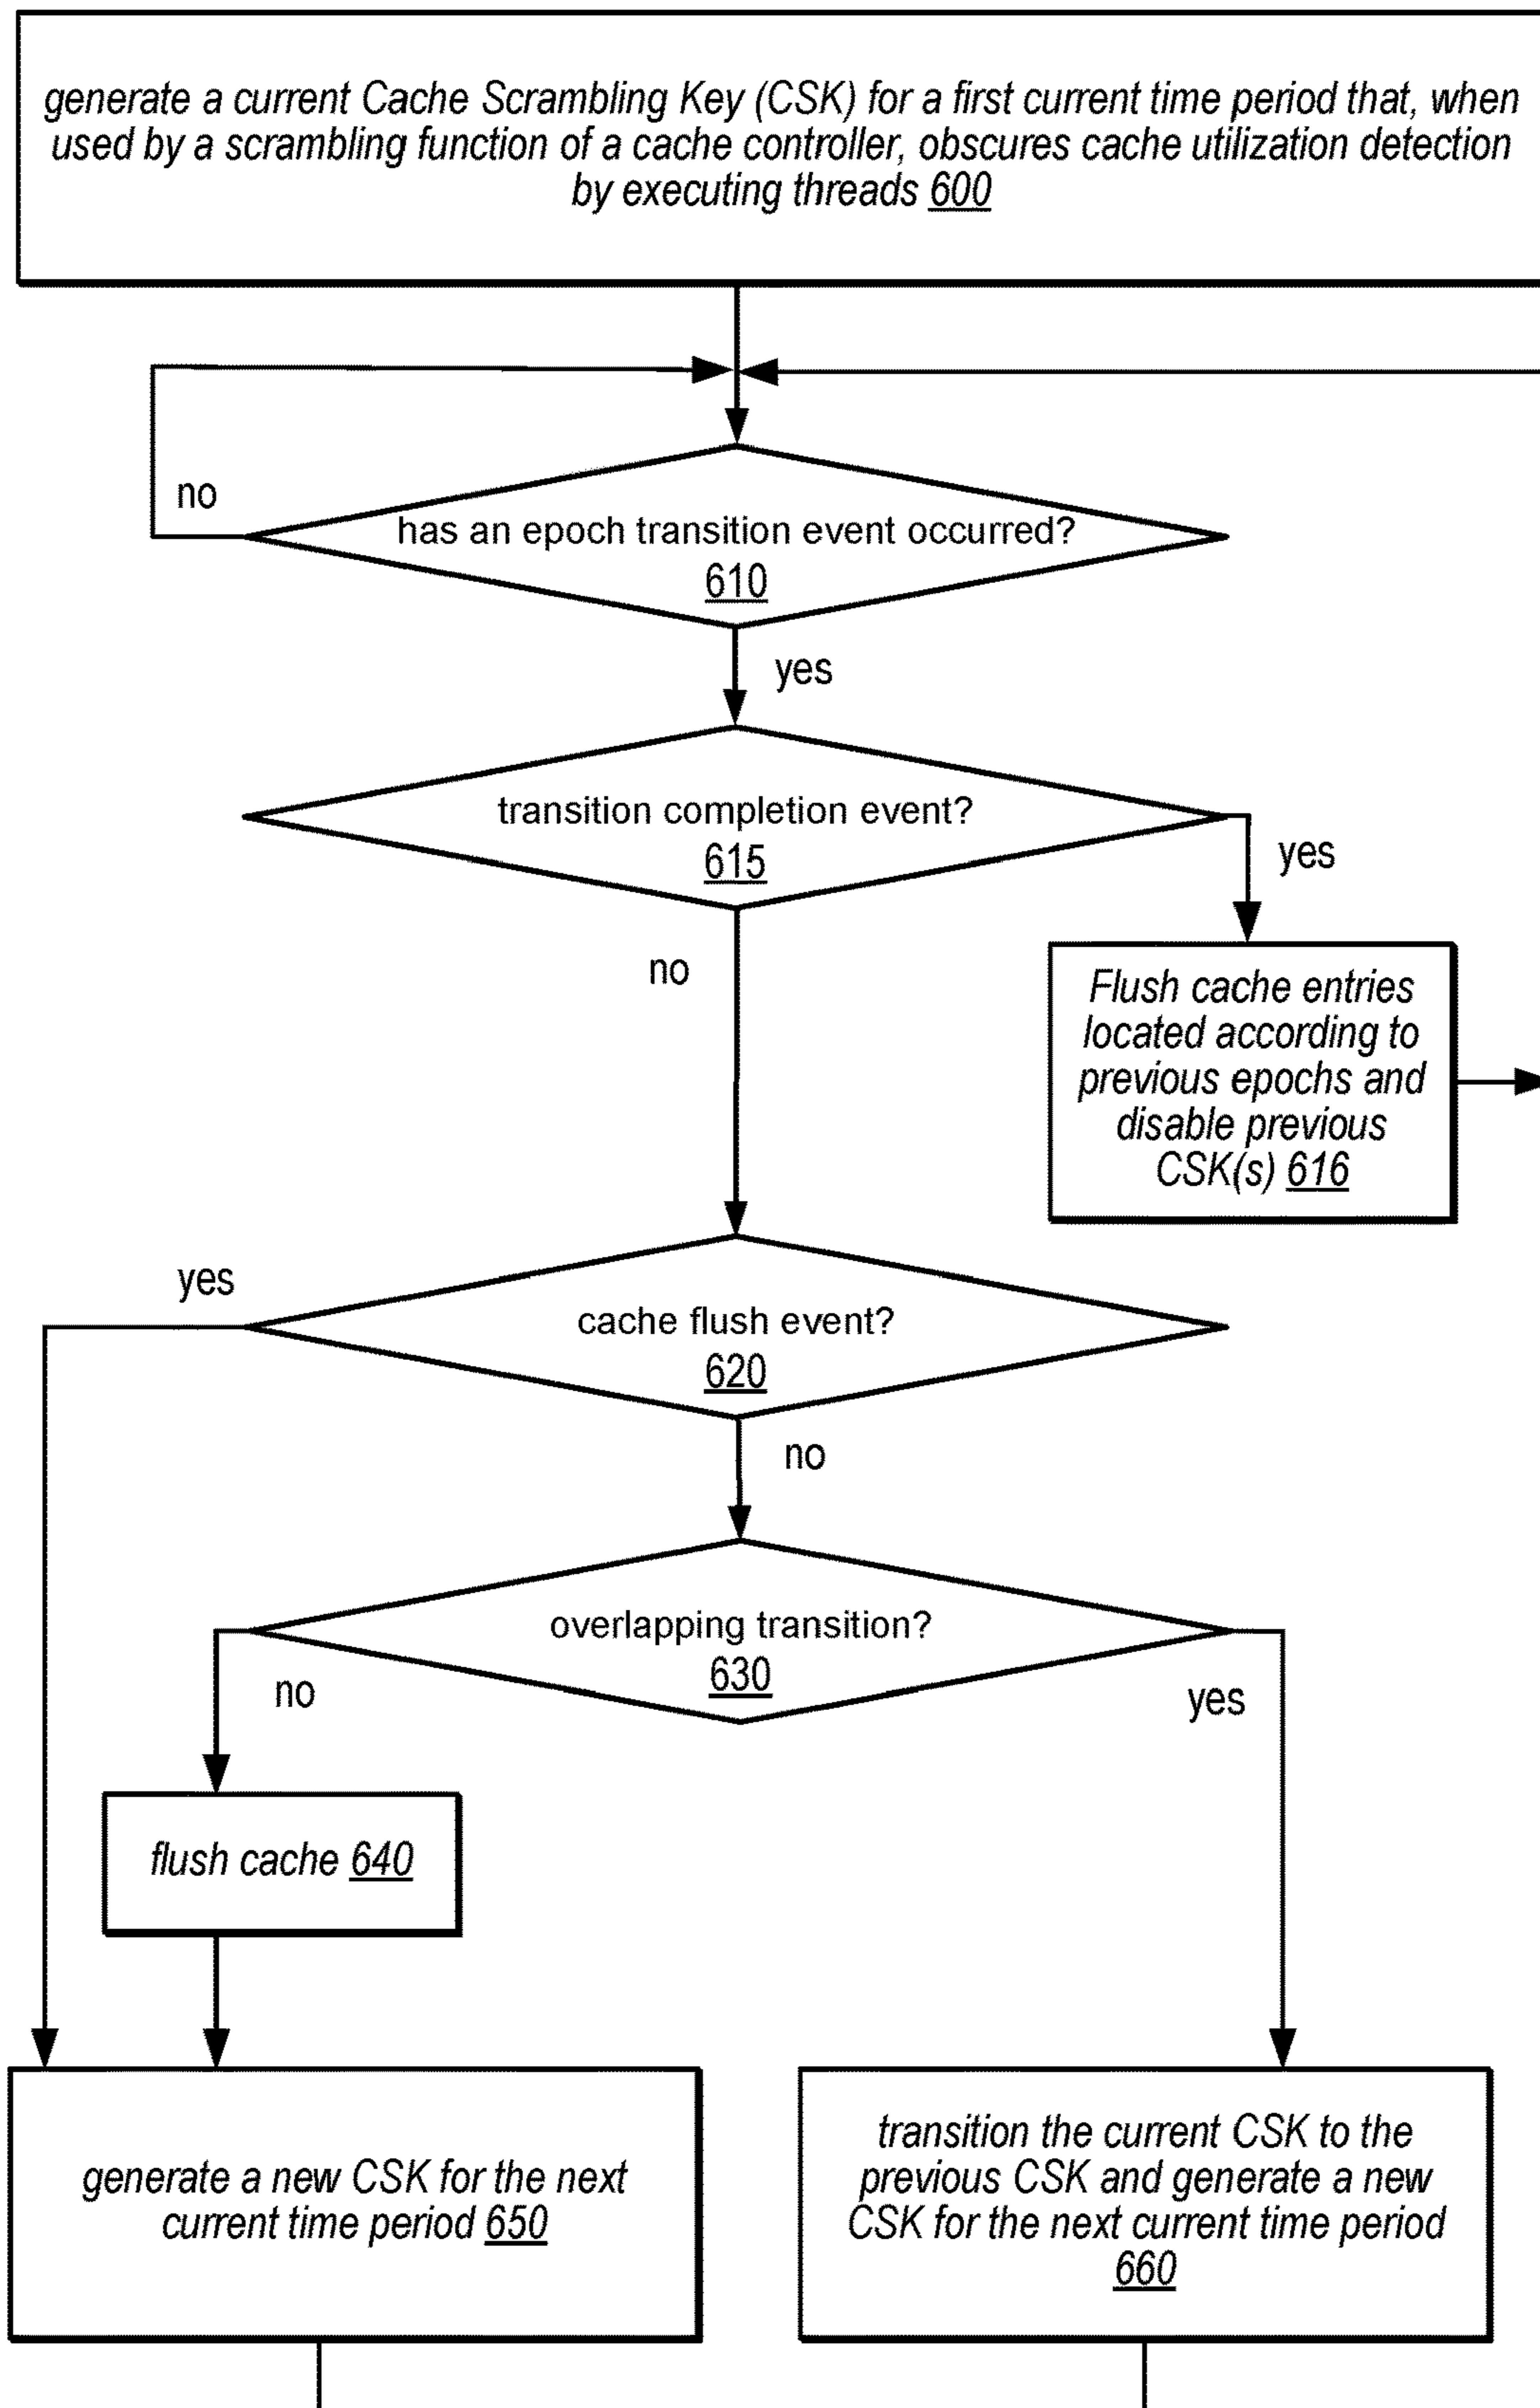 generate a current Cache Scrambling Key (CSK) for a first current time period that, when
used by a scrambling function of a cache controller, obscures cache utilization detection
by executing threads 600
no
has an epoch transition event occurred?
610
yes
transition completion event?
615
yes
no
Flush cache entries
located according to
previous epochs and
disable previous
CSK(s) 616
yes
cache flush event?
620
no
overlapping transition?
630
no
yes
flush cache 640
generate a new CSK for the next
current time period 650
transition the current CSK to the
previous CSK and generate a new
CSK for the next current time period
660